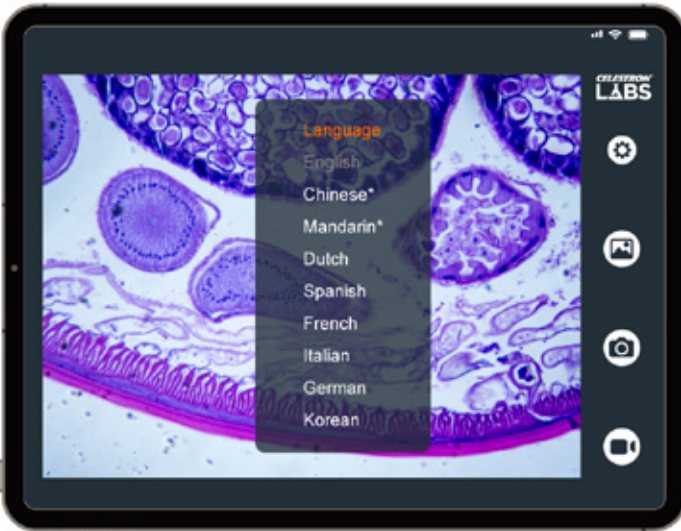 CELESTRON
LABS
Language
English
Chinese*
Mandarin*
Dutch
Spanish
French
Italian
German
Korean